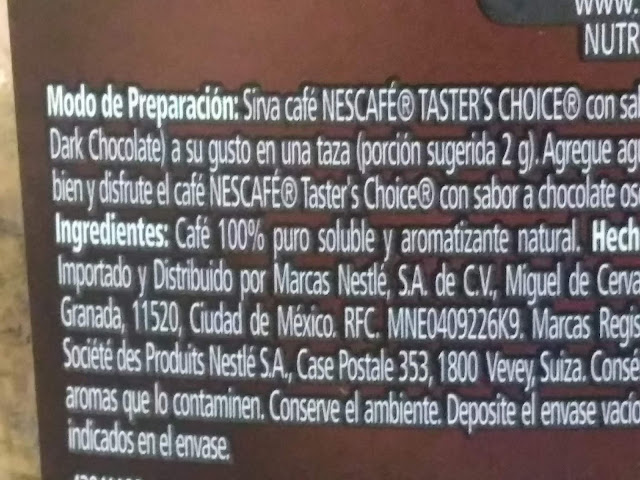 WWW.
NUTR
Modo de Preparación: Sirva café NESCAFÉ® TASTER'S CHOICE® con sab
Dark Chocolate) a su gusto en una taza (porción sugerida 2 g). Agregue agu
bien y disfrute el café NESCAFÉ® Taster's Choice® con sabor a chocolate os
Ingredientes: Café 100% puro soluble y aromatizante natural. Hech
Importado y Distribuido por Marcas Nestlé, S.A. de C.V., Miguel de Cerva
Granada, 11520, Ciudad de México. RFC. MNE0409226K9. Marcas Regis
Société des Produits Nestlé S.A., Case Postale 353, 1800 Vevey, Suiza. Consé
aromas que lo contaminen. Conserve el ambiente. Deposite el envase vacío
indicados en el envase.